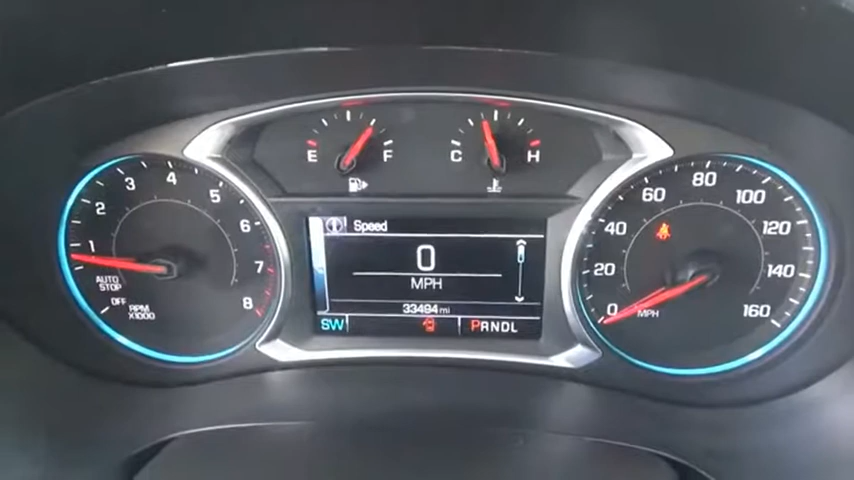 1
2
3
4
5
6
7
8
AUTO
STOP
OFF
RPM
X1000
E F
C H
Speed
0
MPH
33494 mi
SW
PRNDL
0
20
40
60
80
100
120
140
160
MPH